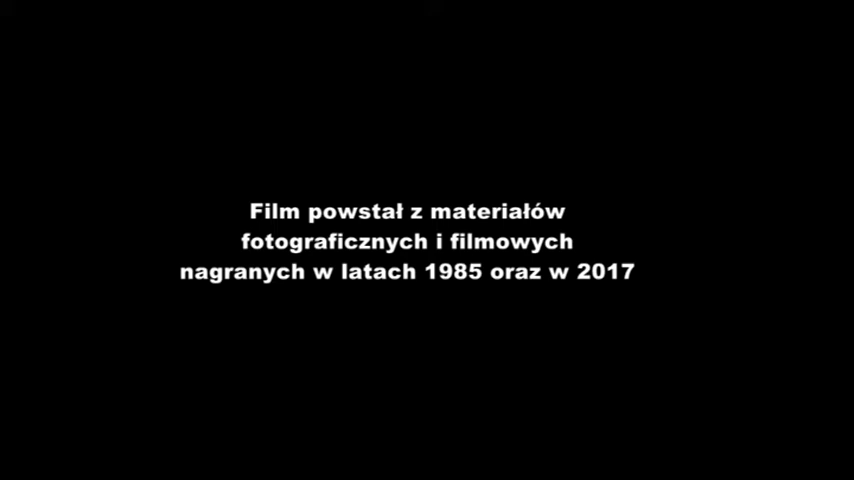 Film powstał z materiałów
fotograficznych i filmowych
nagranych w latach 1985 oraz w 2017